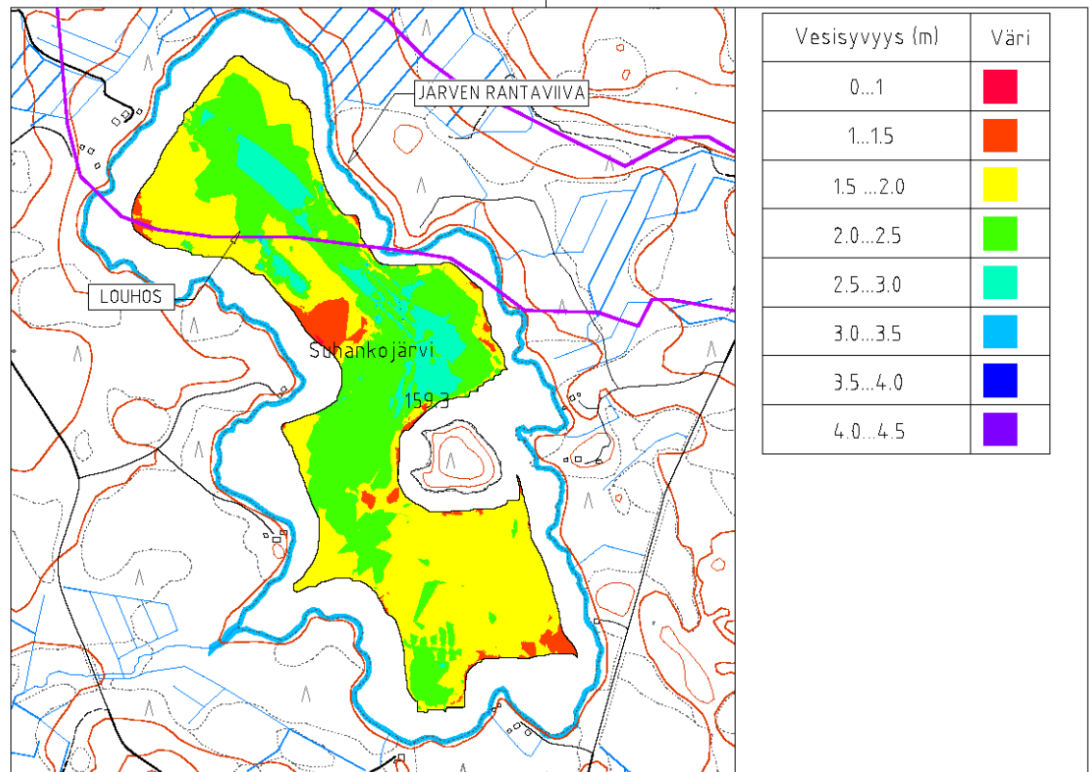 JÄRVEN RANTAVIIVA
LOUHOS
Suhankojärvi
159.3
Vesisyvyys (m) Väri
0...1
1...1.5
1.5 ...2.0
2.0...2.5
2.5...3.0
3.0...3.5
3.5...4.0
4.0...4.5